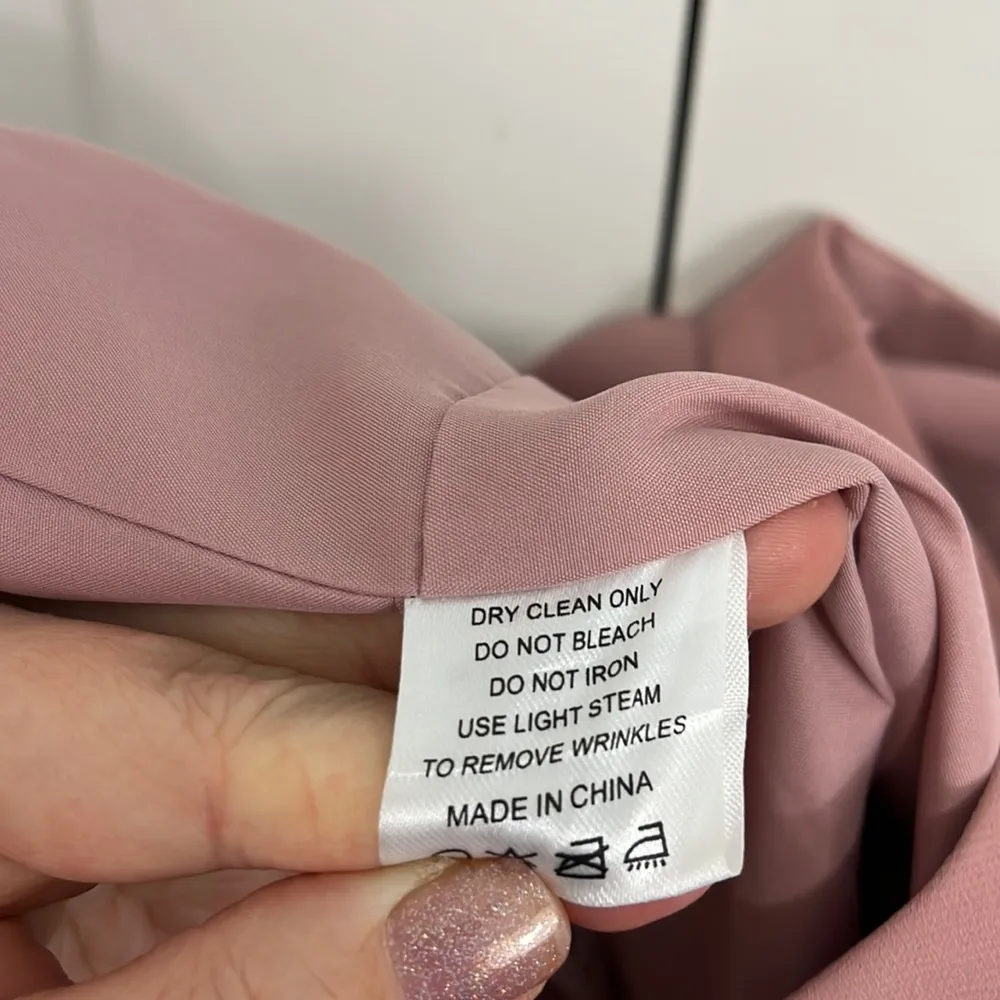 DRY CLEAN ONLY
DO NOT BLEACH
DO NOT IRON
USE LIGHT STEAM
TO REMOVE WRINKLES
MADE IN CHINA